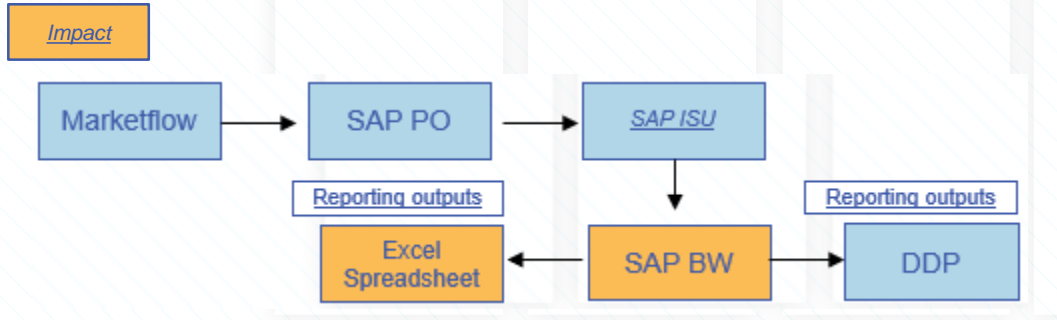 Impact
Marketflow
SAP PO
SAP ISU
Reporting outputs
Reporting outputs
Excel
Spreadsheet
SAP BW
DDP